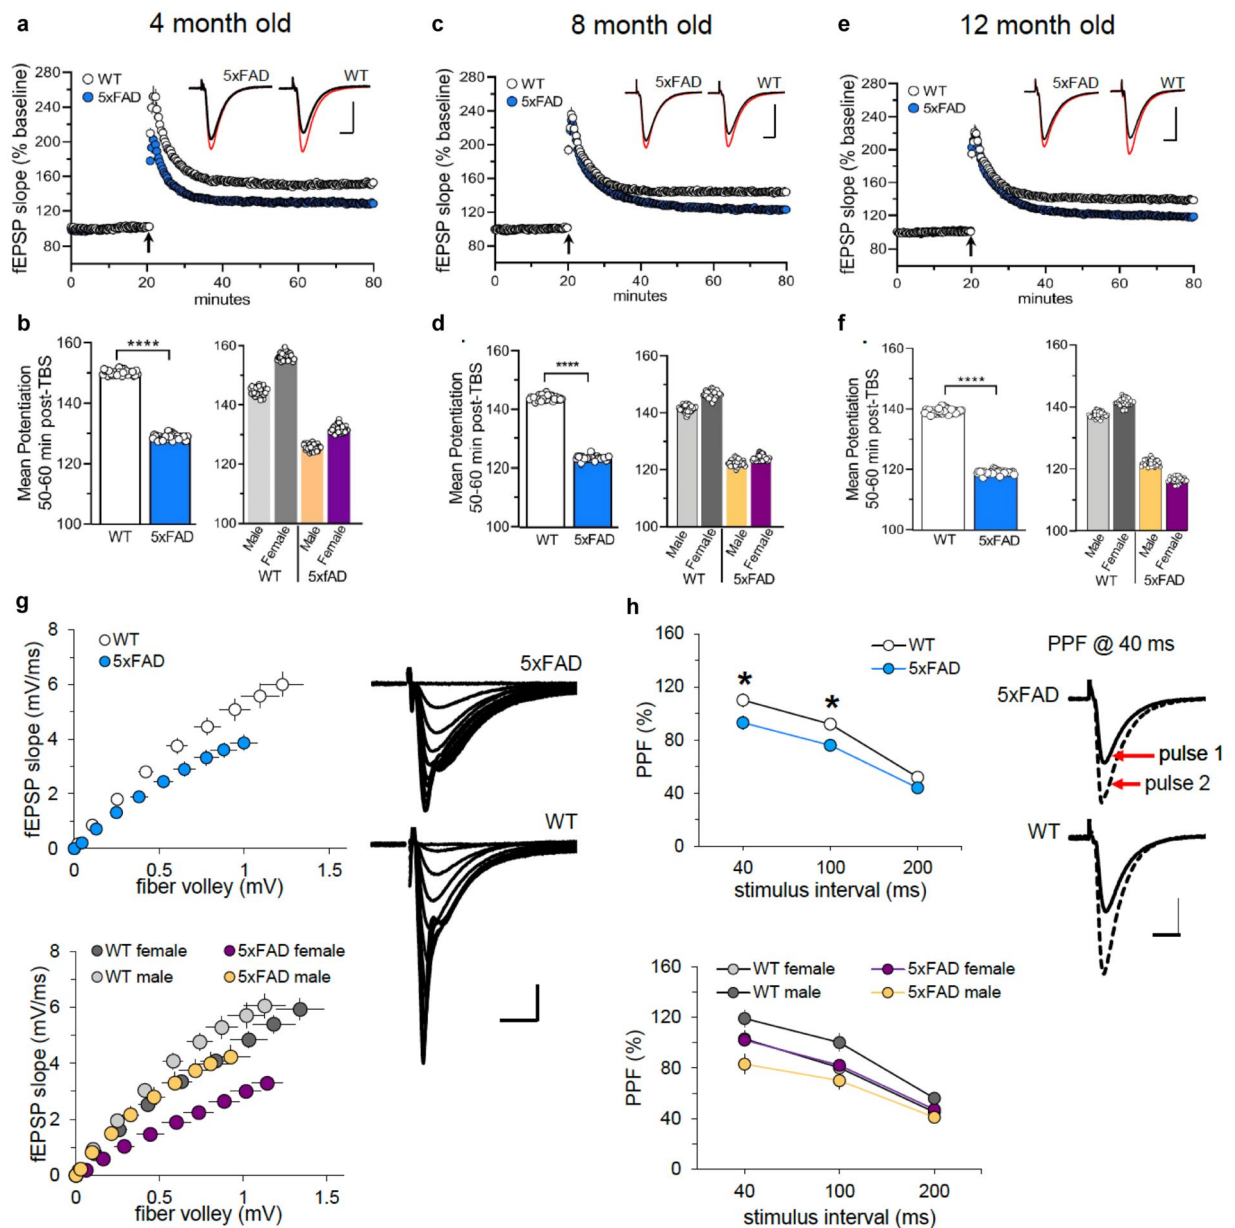 a
4 month old
c
8 month old
e
12 month old
fEPSP slope (% baseline)
280
240
200
160
120
80
WT
5xFAD
5xFAD
WT
0
20
40
60
80
minutes
fEPSP slope (% baseline)
280
240
200
160
120
80
WT
5xFAD
5xFAD
WT
0
20
40
60
80
minutes
fEPSP slope (% baseline)
280
240
200
160
120
80
WT
5xFAD
5xFAD
WT
0
20
40
60
80
minutes
b
Mean Potentiation
50-60 min post-TBS
160
140
120
100
****
WT
5xFAD
160
140
120
100
Male
Female
Male
Female
WT
5xfAD
d
Mean Potentiation
50-60 min post-TBS
160
140
120
100
****
WT
5xFAD
160
140
120
100
Male
Female
Male
Female
WT
5xFAD
f
Mean Potentiation
50-60 min post-TBS
160
140
120
100
****
WT
5xFAD
160
140
120
100
Male
Female
Male
Female
WT
5xFAD
g
fEPSP slope (mV/ms)
8
6
4
2
0
WT
5xFAD
0
0.5
1
1.5
fiber volley (mV)
5xFAD
WT
fEPSP slope (mV/ms)
8
6
4
2
0
WT female
5xFAD female
WT male
5xFAD male
0
0.5
1
1.5
fiber volley (mV)
h
PPF (%)
160
120
80
40
0
WT
5xFAD
*
*
40
100
200
stimulus interval (ms)
PPF @ 40 ms
5xFAD
pulse 1
pulse 2
WT
PPF (%)
160
120
80
40
0
WT female
5xFAD female
WT male
5xFAD male
40
100
200
stimulus interval (ms)